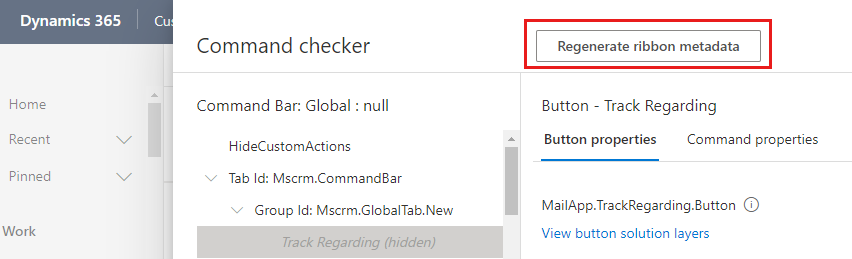 Dynamics 365
Cus
Command checker
Regenerate ribbon metadata
Home
Recent
Pinned
Work
Command Bar: Global : null
HideCustomActions
Tab Id: Mscrm.CommandBar
Group Id: Mscrm.GlobalTab.New
Track Regarding (hidden)
Button - Track Regarding
Button properties
Command properties
MailApp.TrackRegarding.Button
View button solution layers